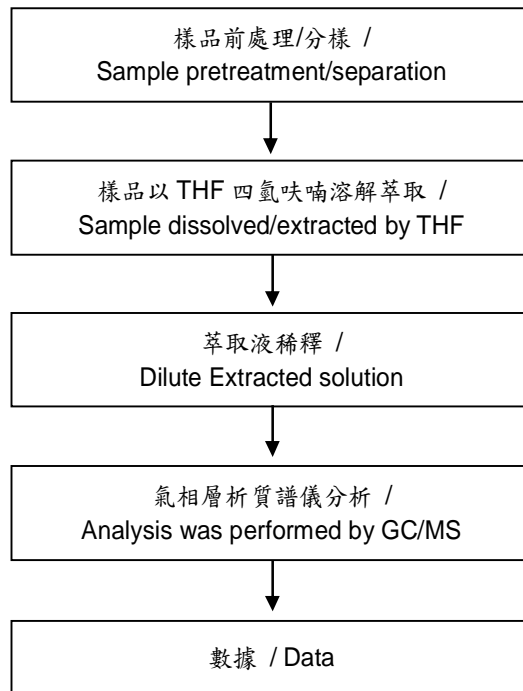 樣品前處理/分樣 /
Sample pretreatment/separation
樣品以 THF 四氫呋喃溶解萃取 /
Sample dissolved/extracted by THF
萃取液稀釋 /
Dilute Extracted solution
氣相層析質譜儀分析 /
Analysis was performed by GC/MS
數據 / Data